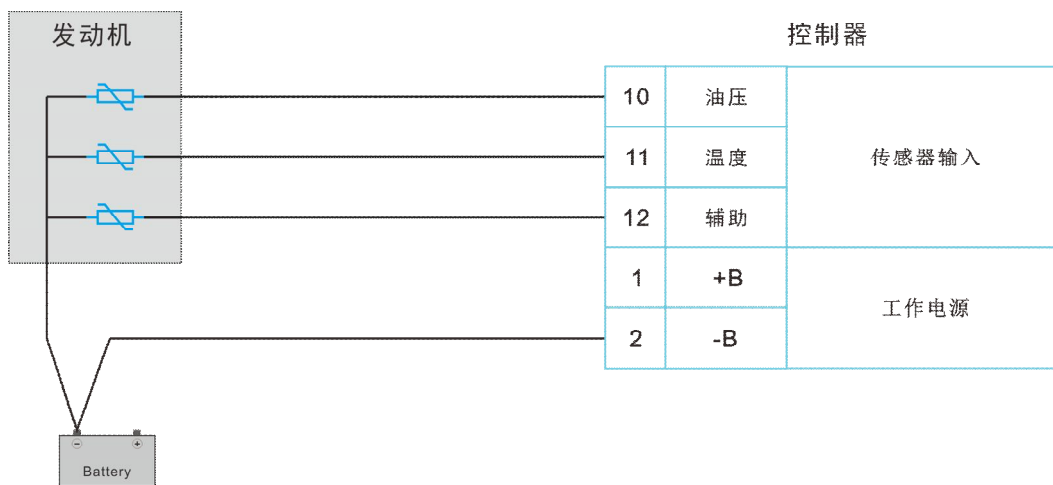 发动机
控制器
10 油压
传感器输入
11 温度
12 辅助
1 +B
工作电源
2 -B
− +
Battery